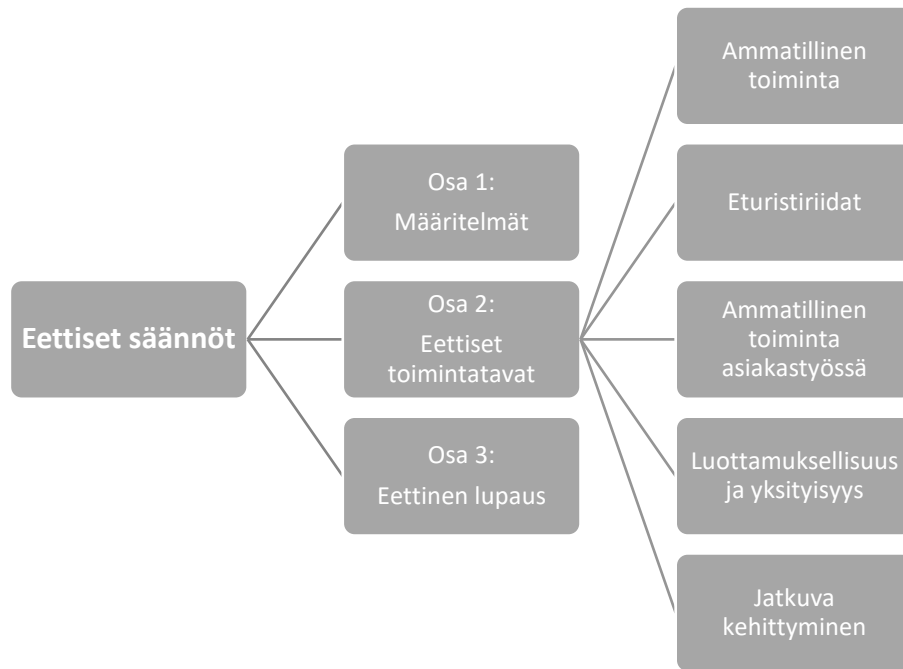 Eettiset säännöt
Osa 1:
Määritelmät
Osa 2:
Eettiset
toimintatavat
Osa 3:
Eettinen lupaus
Ammatillinen
toiminta
Eturistiriidat
Ammatillinen
toiminta
asiakastyössä
Luottamuksellisuus
ja yksityisyys
Jatkuva
kehittyminen